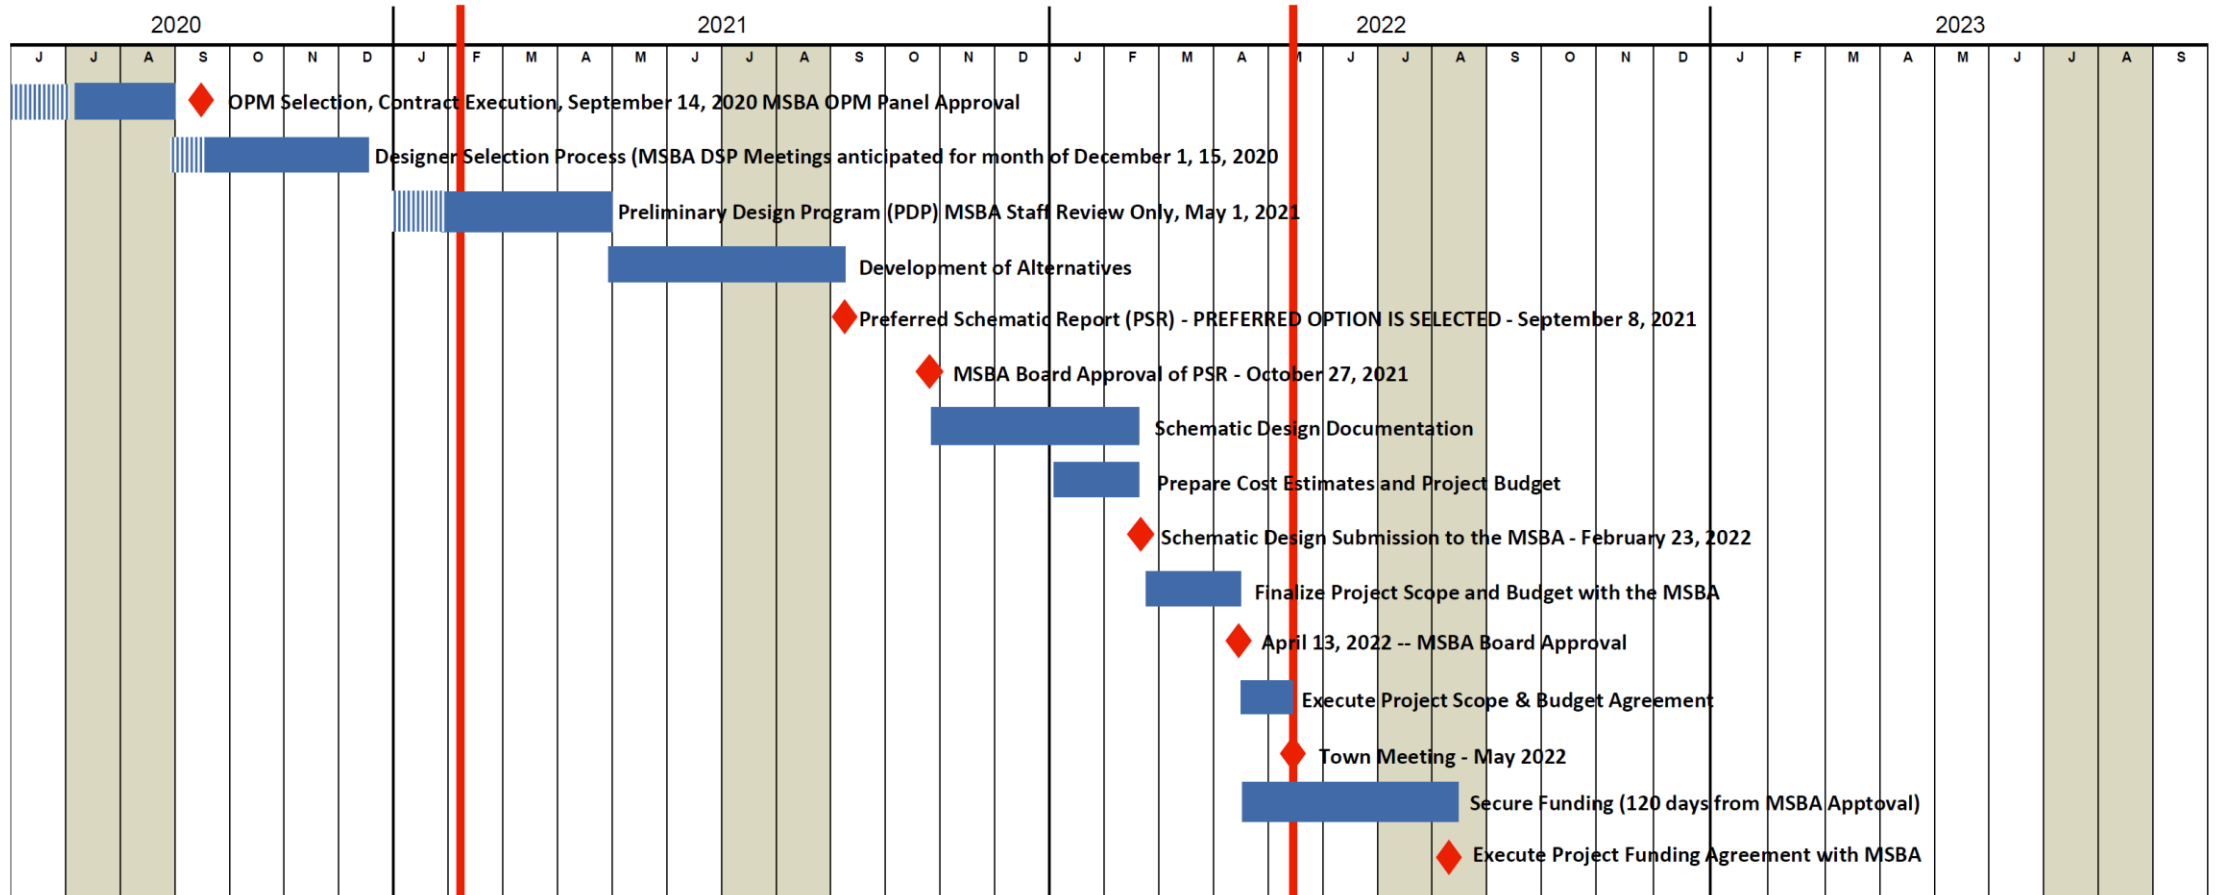 2020 2021 2022 2023
J J A S O N D J F M A M J J A S O N D J F M A M J J A S O N D J F M A M J J A S
OPM Selection, Contract Execution, September 14, 2020 MSBA OPM Panel Approval
Designer Selection Process (MSBA DSP Meetings anticipated for month of December 1, 15, 2020
Preliminary Design Program (PDP) MSBA Staff Review Only, May 1, 2021
Development of Alternatives
Preferred Schematic Report (PSR) - PREFERRED OPTION IS SELECTED - September 8, 2021
MSBA Board Approval of PSR - October 27, 2021
Schematic Design Documentation
Prepare Cost Estimates and Project Budget
Schematic Design Submission to the MSBA - February 23, 2022
Finalize Project Scope and Budget with the MSBA
April 13, 2022 -- MSBA Board Approval
Execute Project Scope & Budget Agreement
Town Meeting - May 2022
Secure Funding (120 days from MSBA Apptoval)
Execute Project Funding Agreement with MSBA